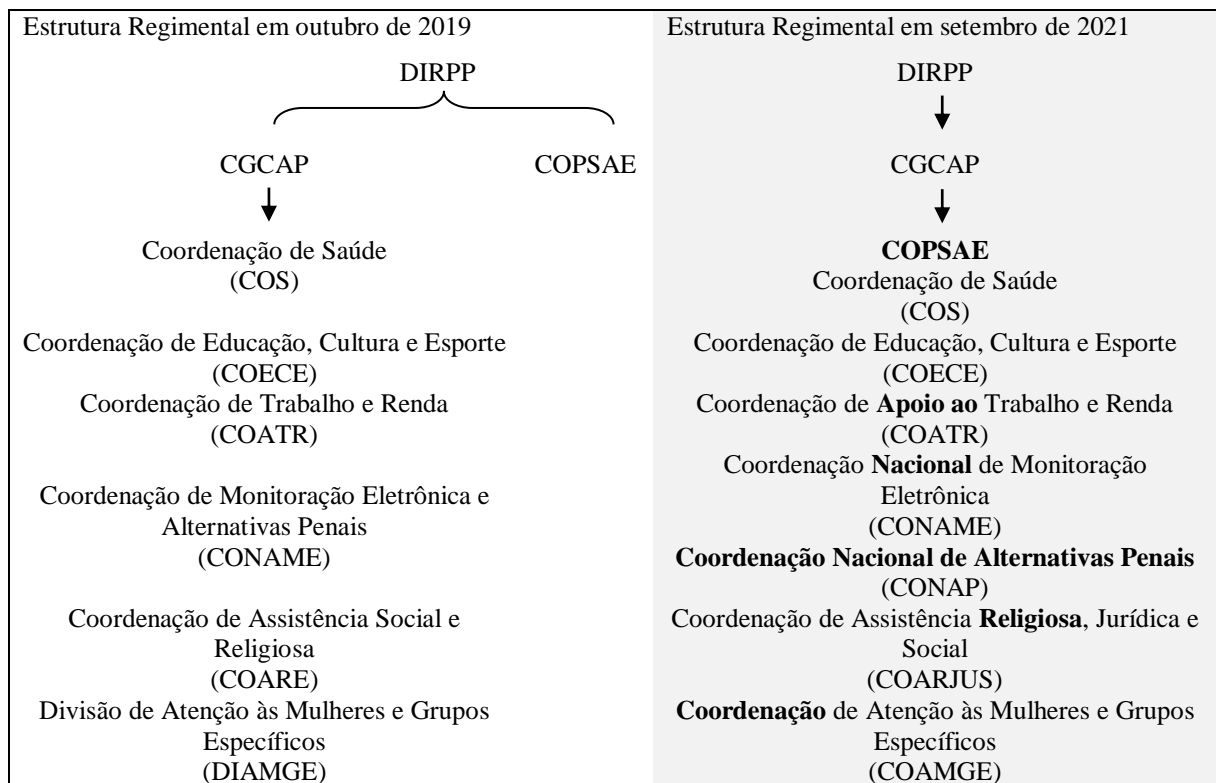 Estrutura Regimental em outubro de 2019
DIRPP
CGCAP COPSAE
Coordenação de Saúde
(COS)
Coordenação de Educação, Cultura e Esporte
(COECE)
Coordenação de Trabalho e Renda
(COATR)
Coordenação de Monitoração Eletrônica e
Alternativas Penais
(CONAME)
Coordenação de Assistência Social e
Religiosa
(COARE)
Divisão de Atenção às Mulheres e Grupos
Específicos
(DIAMGE)
Estrutura Regimental em setembro de 2021
DIRPP
CGCAP
COPSAE
Coordenação de Saúde
(COS)
Coordenação de Educação, Cultura e Esporte
(COECE)
Coordenação de Apoio ao Trabalho e Renda
(COATR)
Coordenação Nacional de Monitoração
Eletrônica
(CONAME)
Coordenação Nacional de Alternativas Penais
(CONAP)
Coordenação de Assistência Religiosa, Jurídica e
Social
(COARJUS)
Coordenação de Atenção às Mulheres e Grupos
Específicos
(COAMGE)